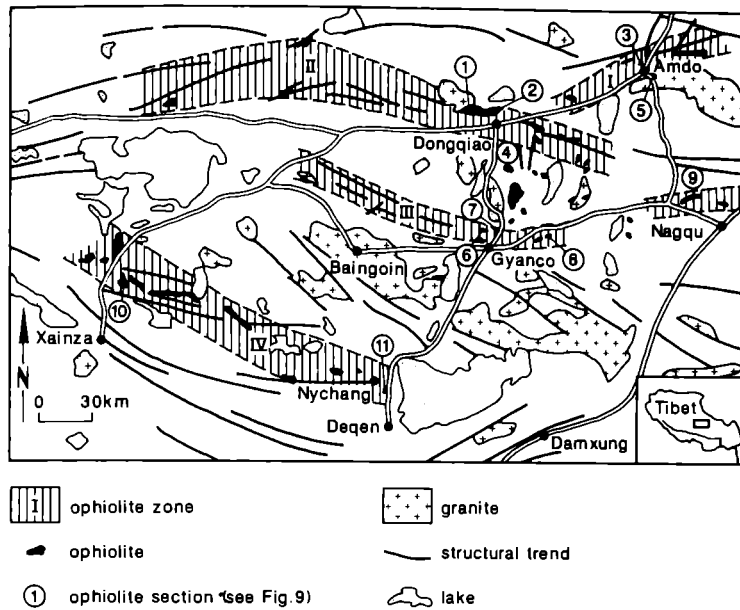 ③
Amdo
II
①
I
②
⑤
Dongqiao
④
⑨
III
⑦
Nagqu
⑥
Gyanco
⑧
Baingoin
⑩
Xainza
IV
⑪
N
Nychang
Tibet
0 30km
Deqen
Damxung
I ophiolite zone
granite
ophiolite
structural trend
① ophiolite section (see Fig.9)
lake